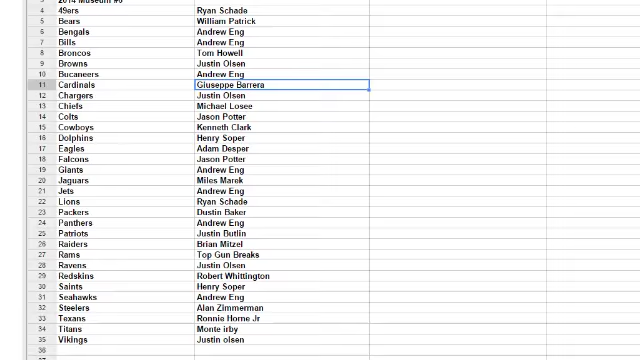 3 2014 Museum #6
4 49ers Ryan Schade
5 Bears William Patrick
6 Bengals Andrew Eng
7 Bills Andrew Eng
8 Broncos Tom Howell
9 Browns Justin Olsen
10 Bucaneers Andrew Eng
11 Cardinals Giuseppe Barrera
12 Chargers Justin Olsen
13 Chiefs Michael Losee
14 Colts Jason Potter
15 Cowboys Kenneth Clark
16 Dolphins Henry Soper
17 Eagles Adam Desper
18 Falcons Jason Potter
19 Giants Andrew Eng
20 Jaguars Miles Marek
21 Jets Andrew Eng
22 Lions Ryan Schade
23 Packers Dustin Baker
24 Panthers Andrew Eng
25 Patriots Justin Butlin
26 Raiders Brian Mitzel
27 Rams Top Gun Breaks
28 Ravens Justin Olsen
29 Redskins Robert Whittington
30 Saints Henry Soper
31 Seahawks Andrew Eng
32 Steelers Alan Zimmerman
33 Texans Ronnie Horne Jr
34 Titans Monte irby
35 Vikings Justin olsen
36